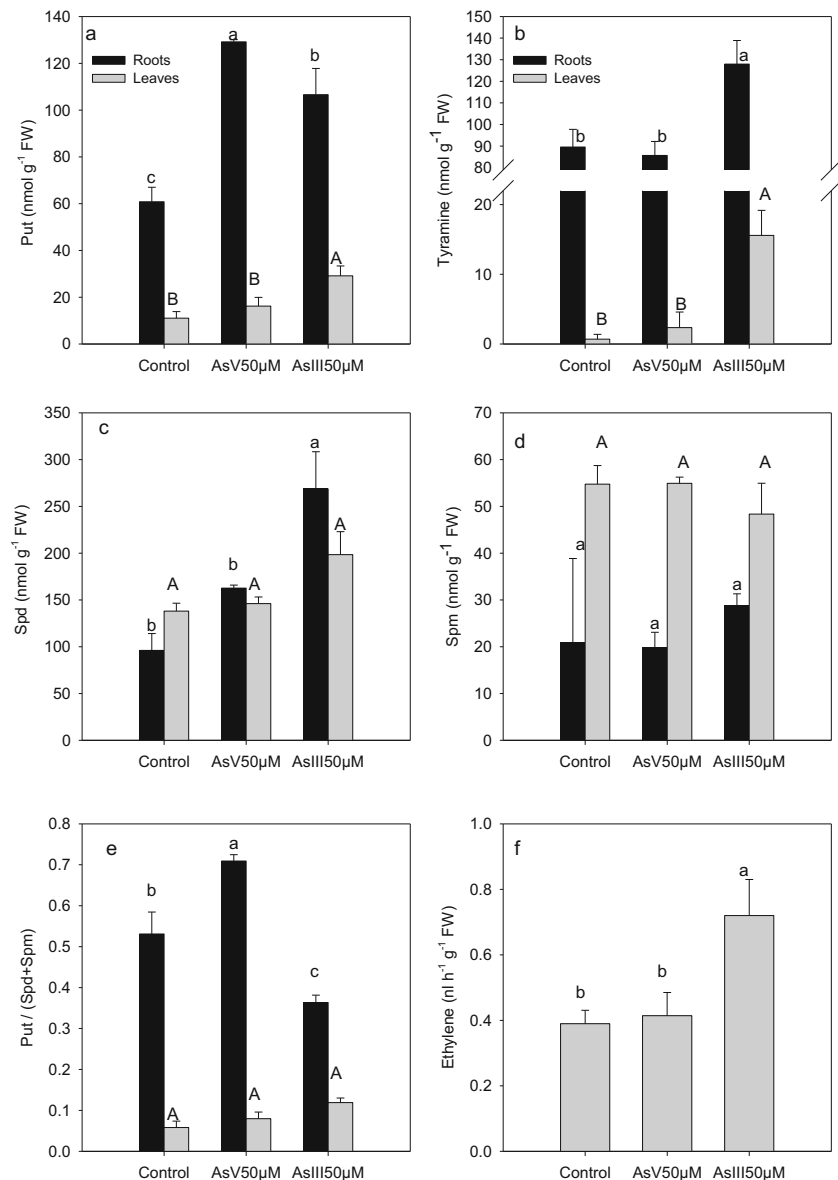 a
Roots
Leaves
Put (nmol g-1 FW)
140
120
100
80
60
40
20
0
c
B
a
B
b
A
Control
AsV50µM
AsIII50µM
b
Roots
Leaves
Tyramine (nmol g-1 FW)
150
140
130
120
110
100
90
80
20
10
0
b
B
b
B
a
A
Control
AsV50µM
AsIII50µM
c
Spd (nmol g-1 FW)
350
300
250
200
150
100
50
0
b
A
b
A
a
A
Control
AsV50µM
AsIII50µM
d
Spm (nmol g-1 FW)
70
60
50
40
30
20
10
0
a
A
a
A
a
A
Control
AsV50µM
AsIII50µM
e
Put / (Spd+Spm)
0.8
0.7
0.6
0.5
0.4
0.3
0.2
0.1
0.0
b
A
a
A
c
A
Control
AsV50µM
AsIII50µM
f
Ethylene (nl h-1 g-1 FW)
1.0
0.8
0.6
0.4
0.2
0.0
b
b
a
Control
AsV50µM
AsIII50µM